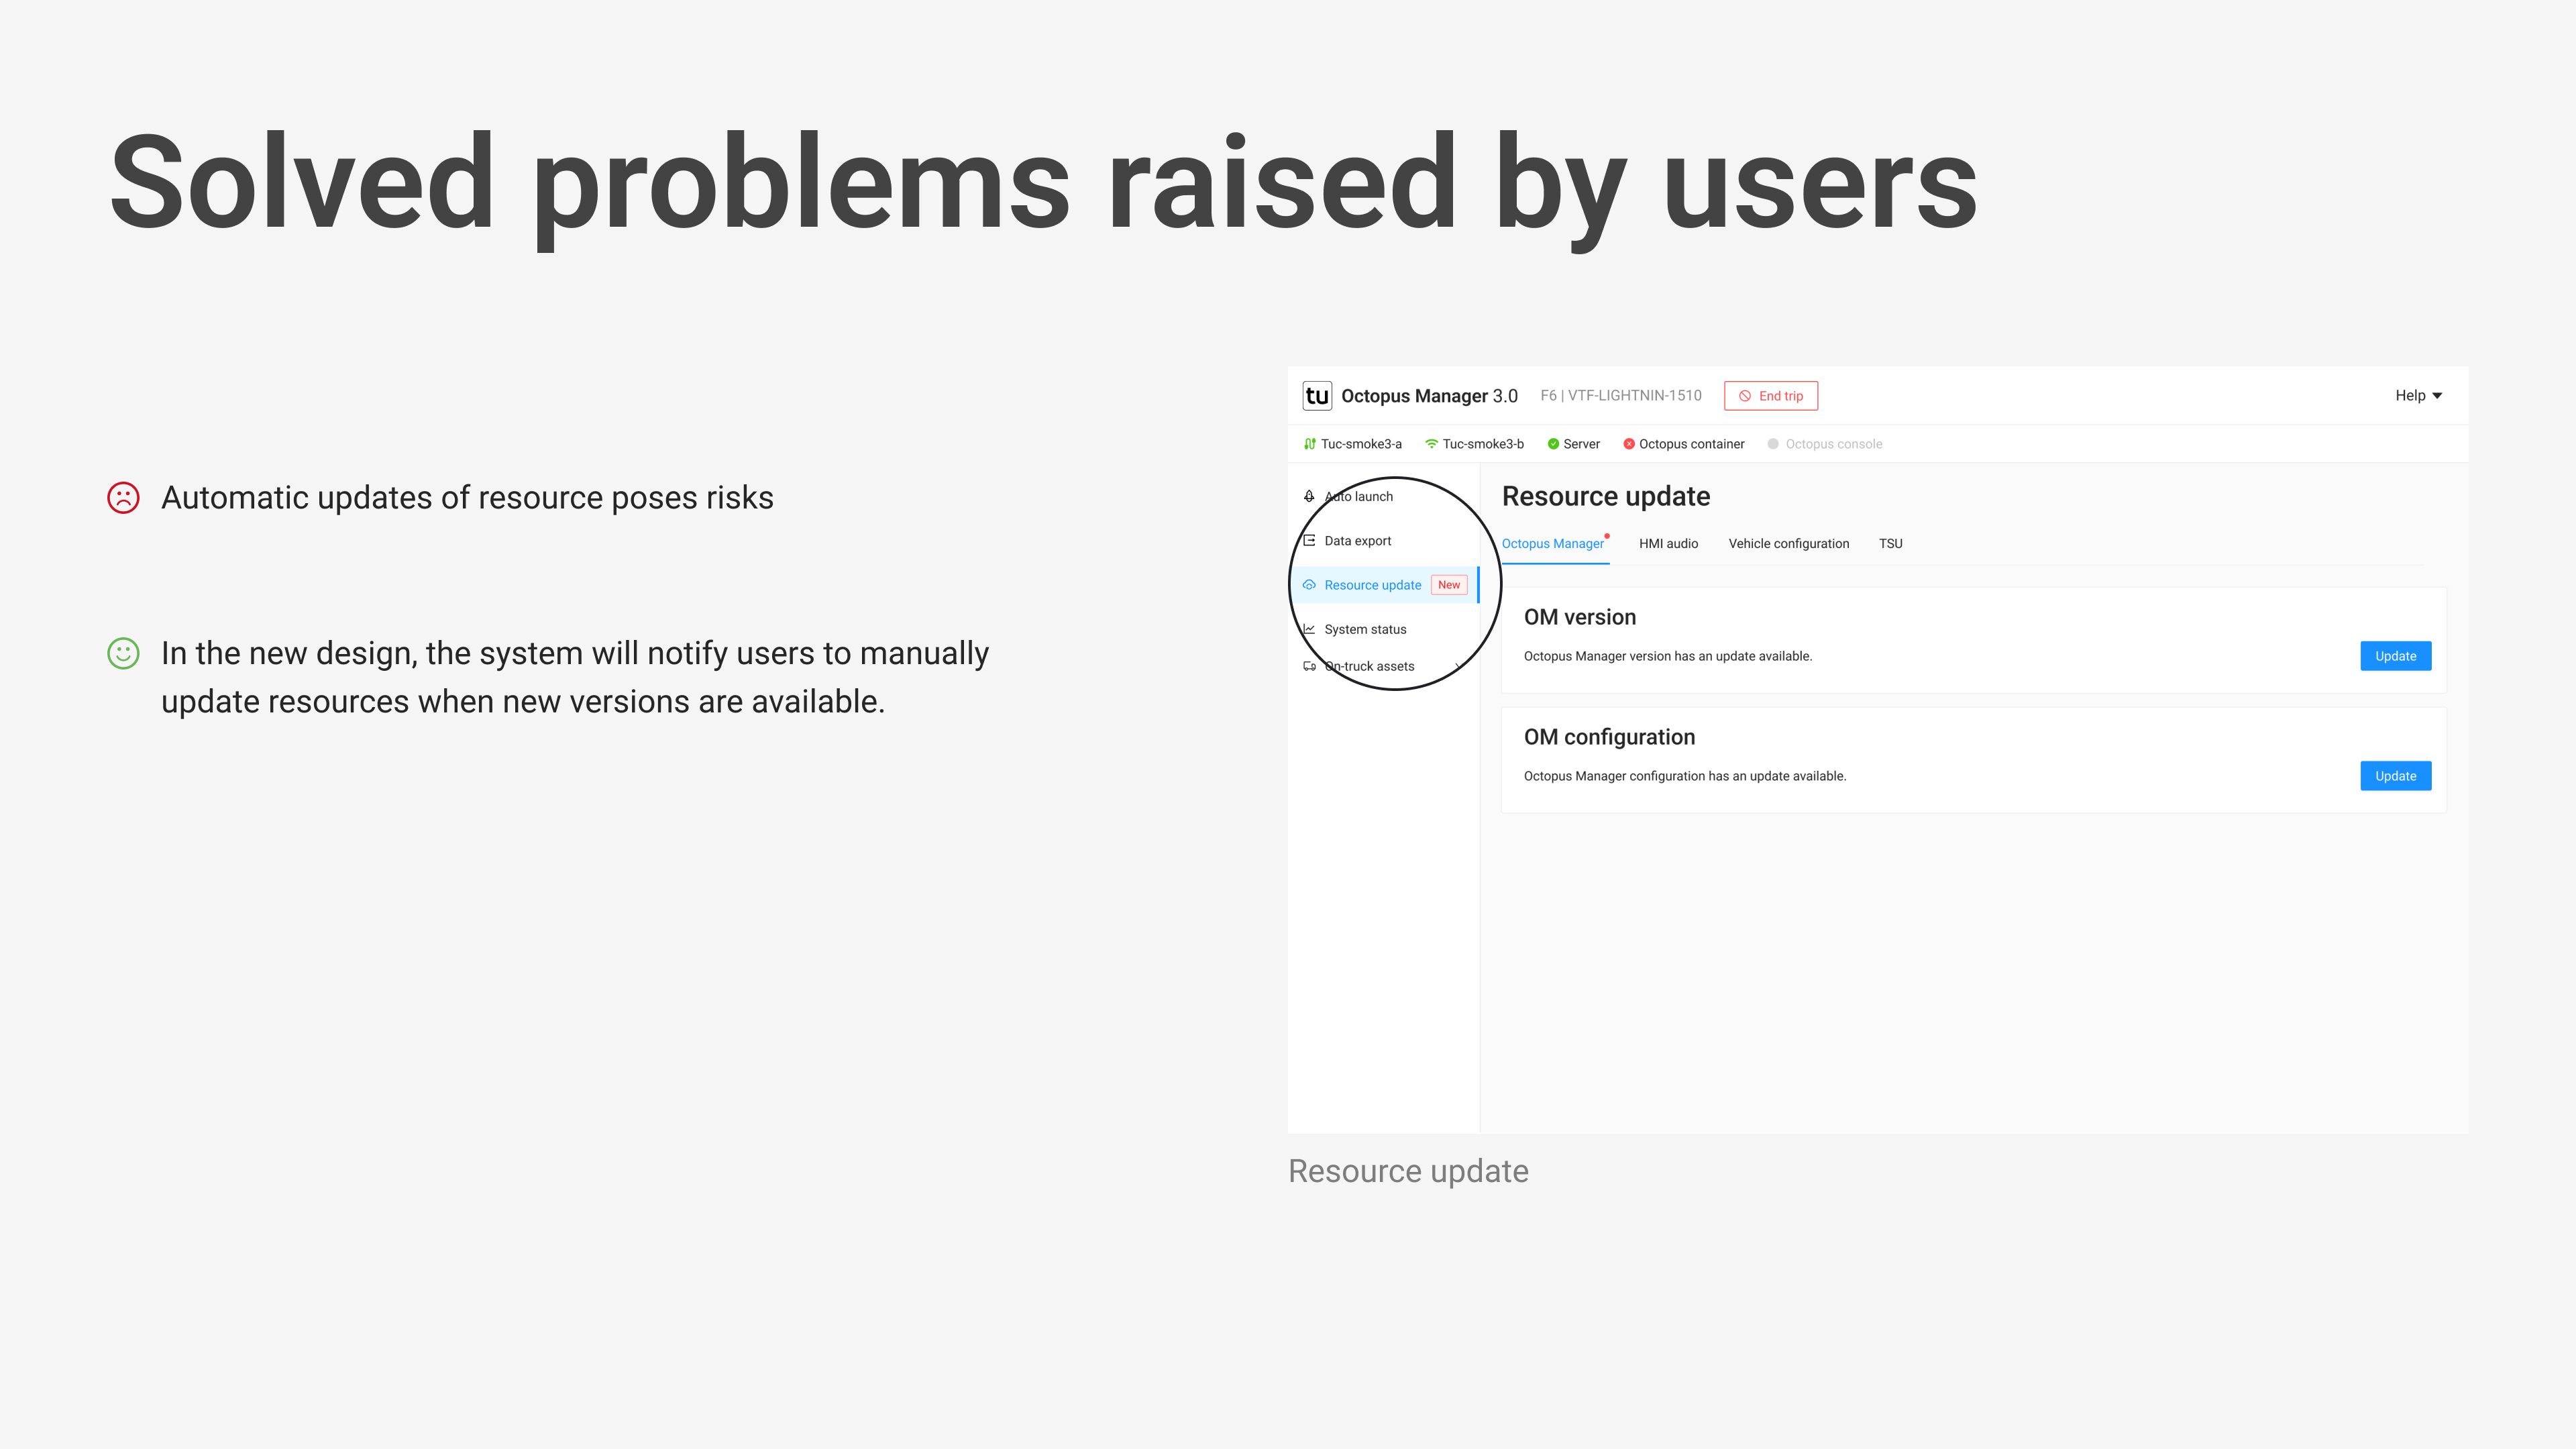 Solved problems raised by users
Automatic updates of resource poses risks
In the new design, the system will notify users to manually
update resources when new versions are available.
tu Octopus Manager 3.0 F6 | VTF-LIGHTNIN-1510 End trip Help
Tuc-smoke3-a Tuc-smoke3-b Server Octopus container Octopus console
Auto launch
Data export
Resource update New
System status
On-truck assets
Resource update
Octopus Manager HMI audio Vehicle configuration TSU
OM version
Octopus Manager version has an update available. Update
OM configuration
Octopus Manager configuration has an update available. Update
Resource update